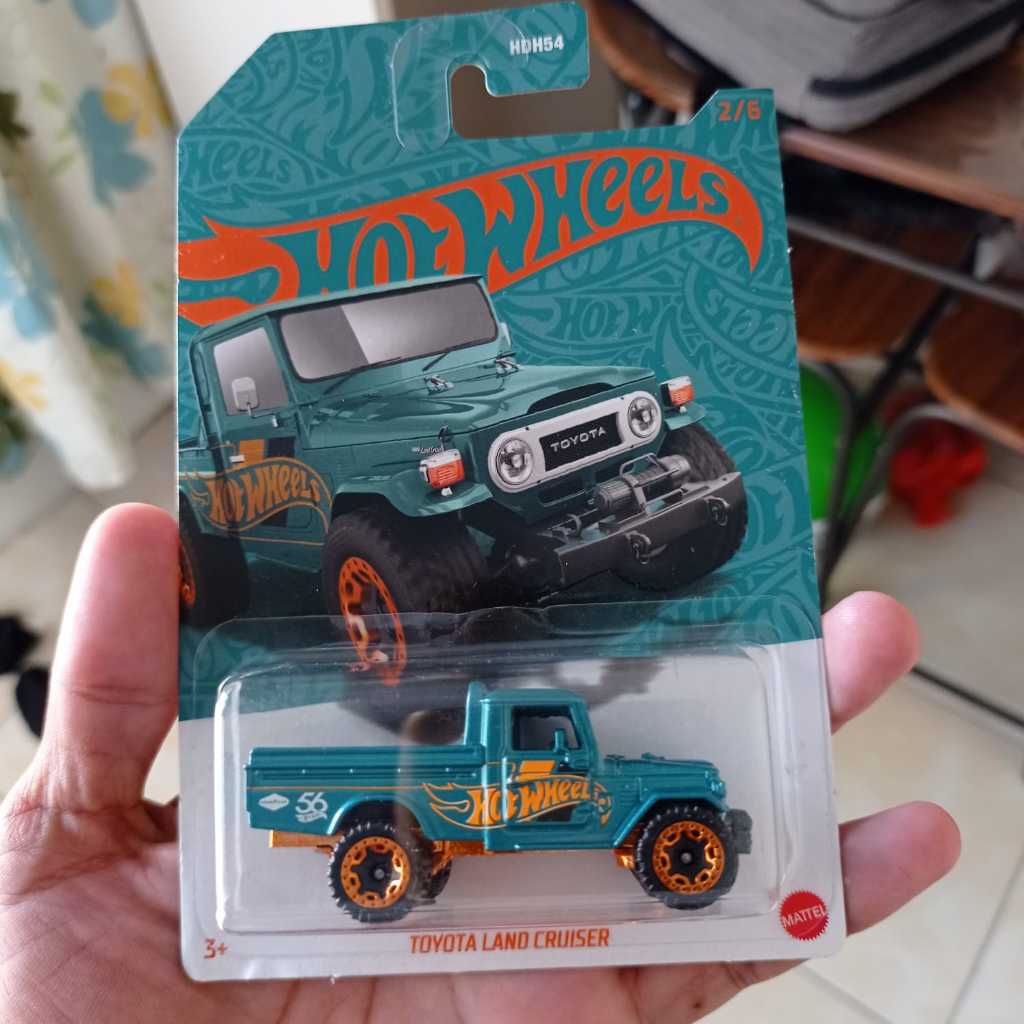 HDH54
2/6
HOT WHEELS
TOYOTA
HOT WHEELS
HOT WHEELS
56
3+
TOYOTA LAND CRUISER
MATTEL